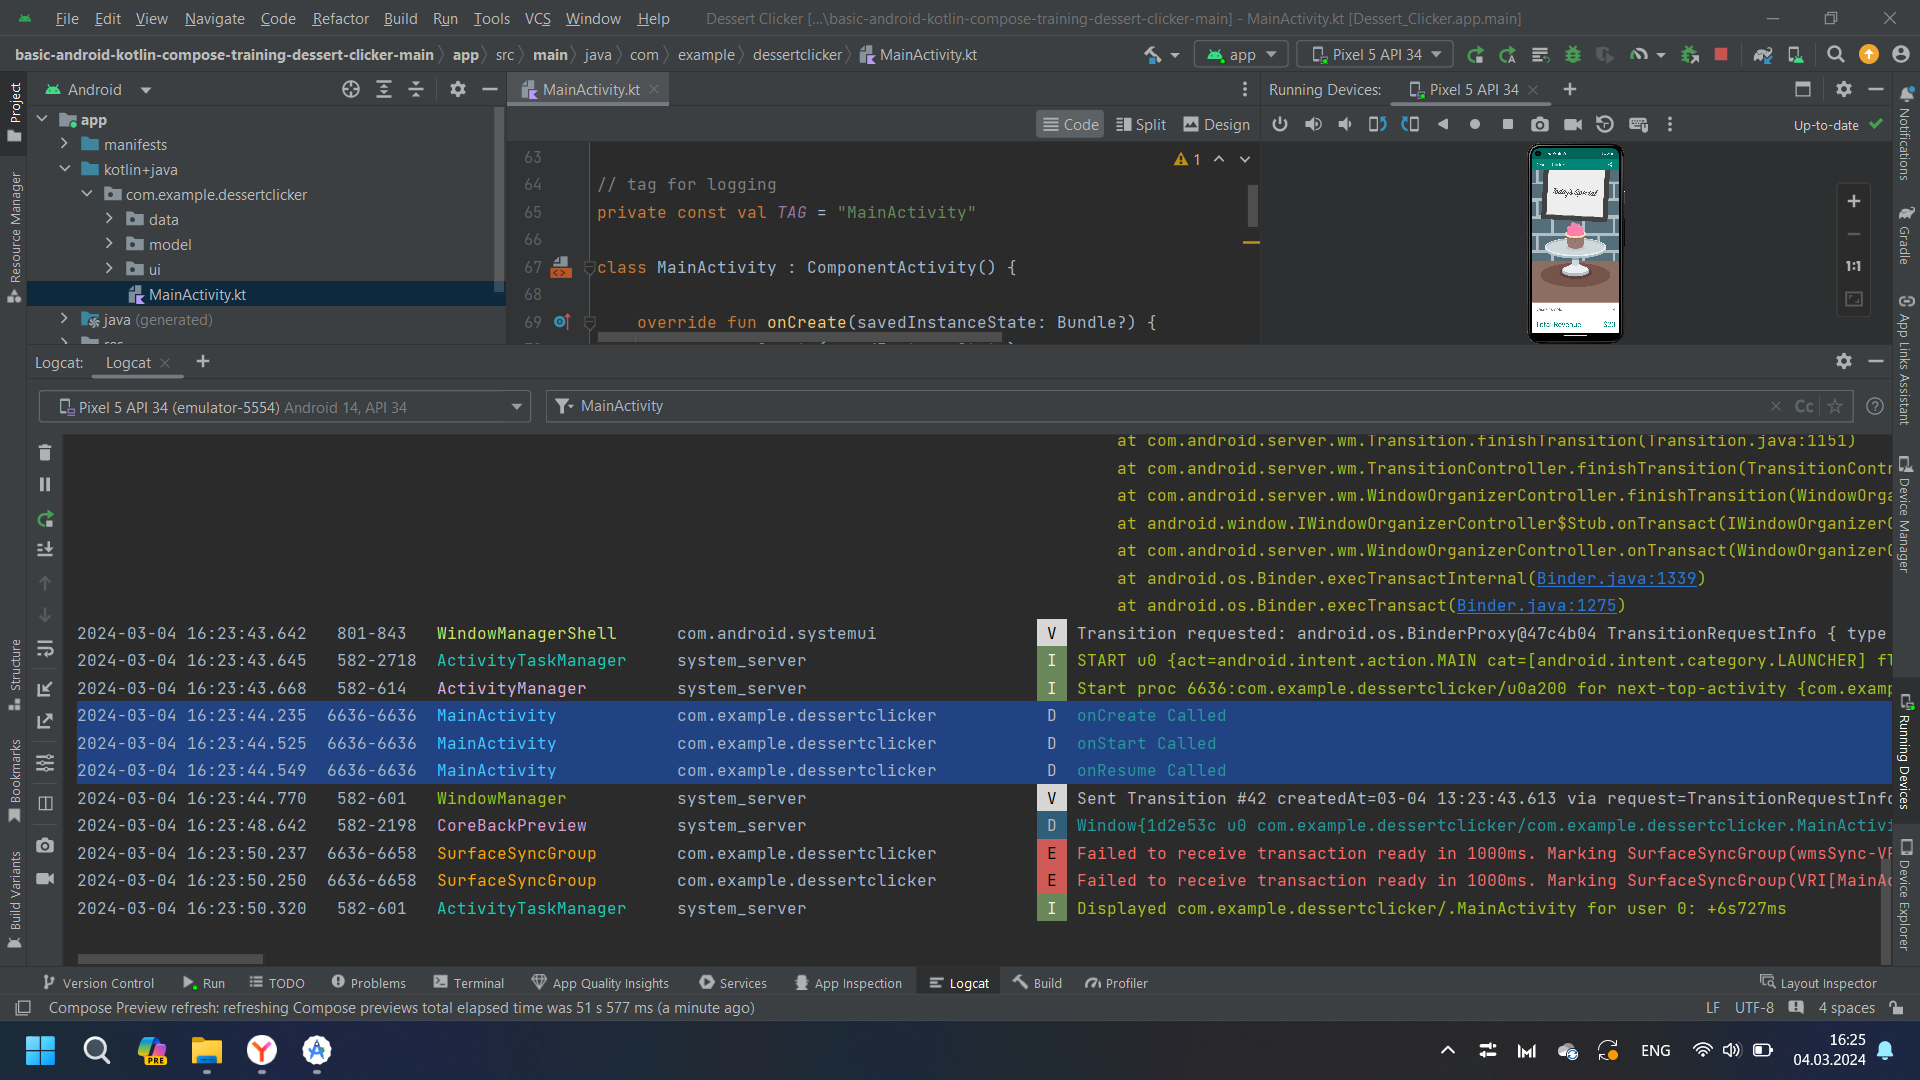 File Edit View Navigate Code Refactor Build Run Tools VCS Window Help Dessert Clicker [...\basic-android-kotlin-compose-training-dessert-clicker-main] - MainActivity.kt [Dessert_Clicker.app.main]
basic-android-kotlin-compose-training-dessert-clicker-main app src main java com example dessertclicker MainActivity.kt app Pixel 5 API 34
Android MainActivity.kt Running Devices: Pixel 5 API 34
Code Split Design Up-to-date
Project
Resource Manager
Structure
Bookmarks
Build Variants
app
manifests
kotlin+java
com.example.dessertclicker
data
model
ui
MainActivity.kt
java (generated)
63
64 // tag for logging
65 private const val TAG = "MainActivity"
66
67 class MainActivity : ComponentActivity() {
68
69 override fun onCreate(savedInstanceState: Bundle?) {
1
Today's Special
Total Revenue $20
1:1
Notifications
Gradle
App Links Assistant
Device Manager
Running Devices
Device Explorer
Logcat: Logcat
Pixel 5 API 34 (emulator-5554) Android 14, API 34 MainActivity Cc
at com.android.server.wm.Transition.finishTransition(Transition.java:1151)
at com.android.server.wm.TransitionController.finishTransition(TransitionContr
at com.android.server.wm.WindowOrganizerController.finishTransition(WindowOrga
at android.window.IWindowOrganizerController$Stub.onTransact(IWindowOrganizerC
at com.android.server.wm.WindowOrganizerController.onTransact(WindowOrganizerC
at android.os.Binder.execTransactInternal(Binder.java:1339)
at android.os.Binder.execTransact(Binder.java:1275)
2024-03-04 16:23:43.642 801-843 WindowManagerShell com.android.systemui V Transition requested: android.os.BinderProxy@47c4b04 TransitionRequestInfo { type
2024-03-04 16:23:43.645 582-2718 ActivityTaskManager system_server I START u0 {act=android.intent.action.MAIN cat=[android.intent.category.LAUNCHER] fl
2024-03-04 16:23:43.668 582-614 ActivityManager system_server I Start proc 6636:com.example.dessertclicker/u0a200 for next-top-activity {com.examp
2024-03-04 16:23:44.235 6636-6636 MainActivity com.example.dessertclicker D onCreate Called
2024-03-04 16:23:44.525 6636-6636 MainActivity com.example.dessertclicker D onStart Called
2024-03-04 16:23:44.549 6636-6636 MainActivity com.example.dessertclicker D onResume Called
2024-03-04 16:23:44.770 582-601 WindowManager system_server V Sent Transition #42 createdAt=03-04 13:23:43.613 via request=TransitionRequestInfo
2024-03-04 16:23:48.642 582-2198 CoreBackPreview system_server D Window{1d2e53c u0 com.example.dessertclicker/com.example.dessertclicker.MainActivi
2024-03-04 16:23:50.237 6636-6658 SurfaceSyncGroup com.example.dessertclicker E Failed to receive transaction ready in 1000ms. Marking SurfaceSyncGroup(wmsSync-VR
2024-03-04 16:23:50.250 6636-6658 SurfaceSyncGroup com.example.dessertclicker E Failed to receive transaction ready in 1000ms. Marking SurfaceSyncGroup(VRI[MainAc
2024-03-04 16:23:50.320 582-601 ActivityTaskManager system_server I Displayed com.example.dessertclicker/.MainActivity for user 0: +6s727ms
Version Control Run TODO Problems Terminal App Quality Insights Services App Inspection Logcat Build Profiler Layout Inspector
Compose Preview refresh: refreshing Compose previews total elapsed time was 51 s 577 ms (a minute ago) LF UTF-8 4 spaces
PRE ENG 16:25
04.03.2024